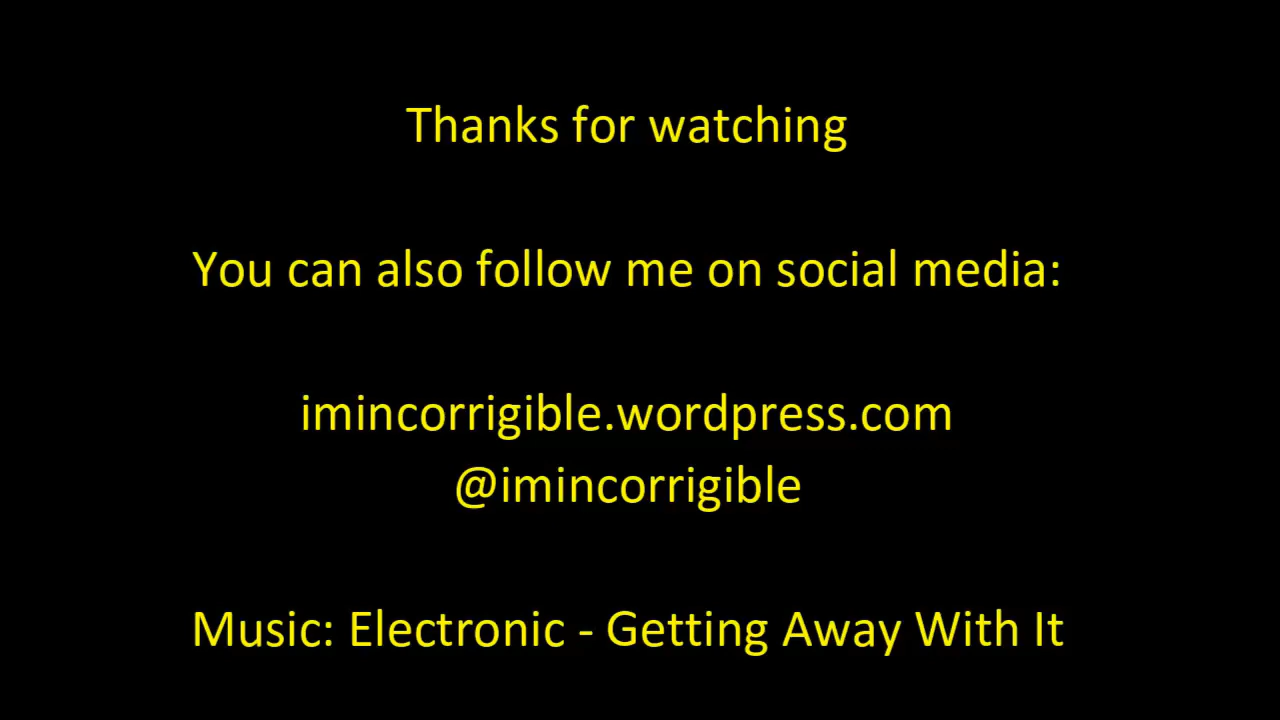 Thanks for watching
You can also follow me on social media:
imincorrigible.wordpress.com
@imincorrigible
Music: Electronic - Getting Away With It